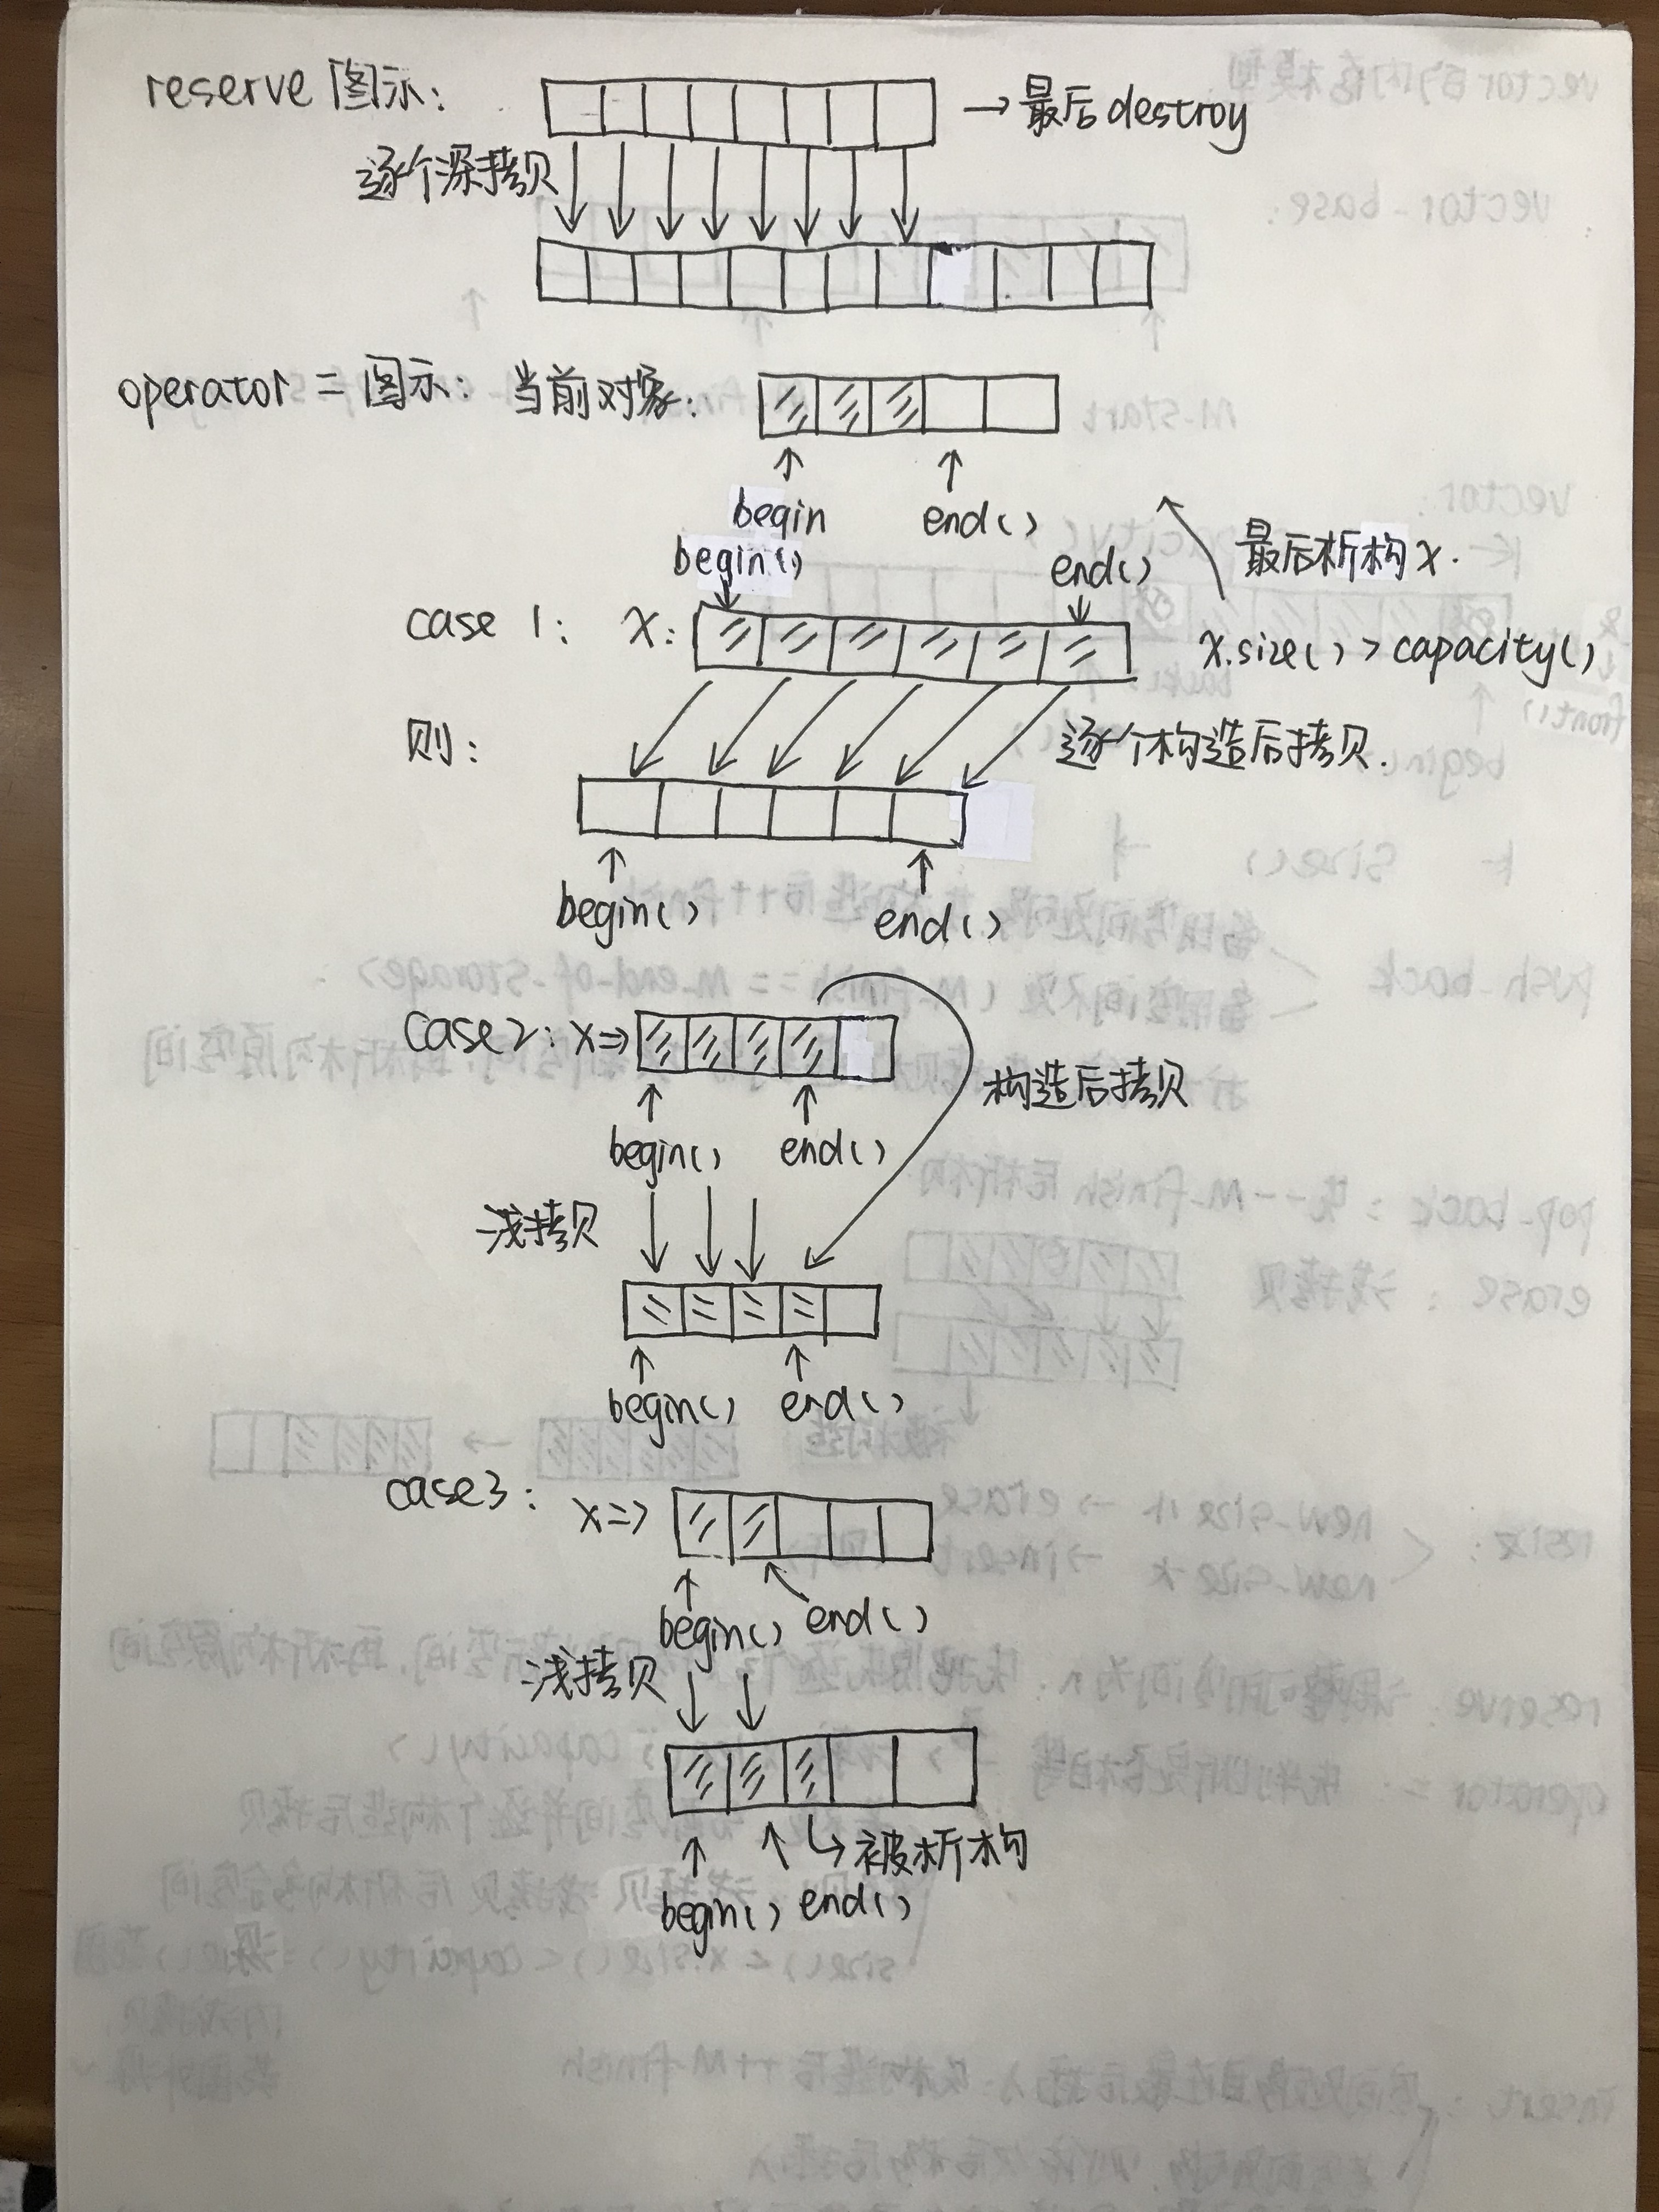 reserve 图示：
→ 最后 destroy
逐个深拷贝
operator = 图示： 当前对象：
begin end()
最后析构 x.
begin() end()
case 1： x： x.size() > capacity()
则： 逐个构造后拷贝.
begin() end()
case2： x⇒
构造后拷贝
begin() end()
浅拷贝
begin() end()
case3： x⇒
begin() end()
浅拷贝
↳ 被析构
begin() end()